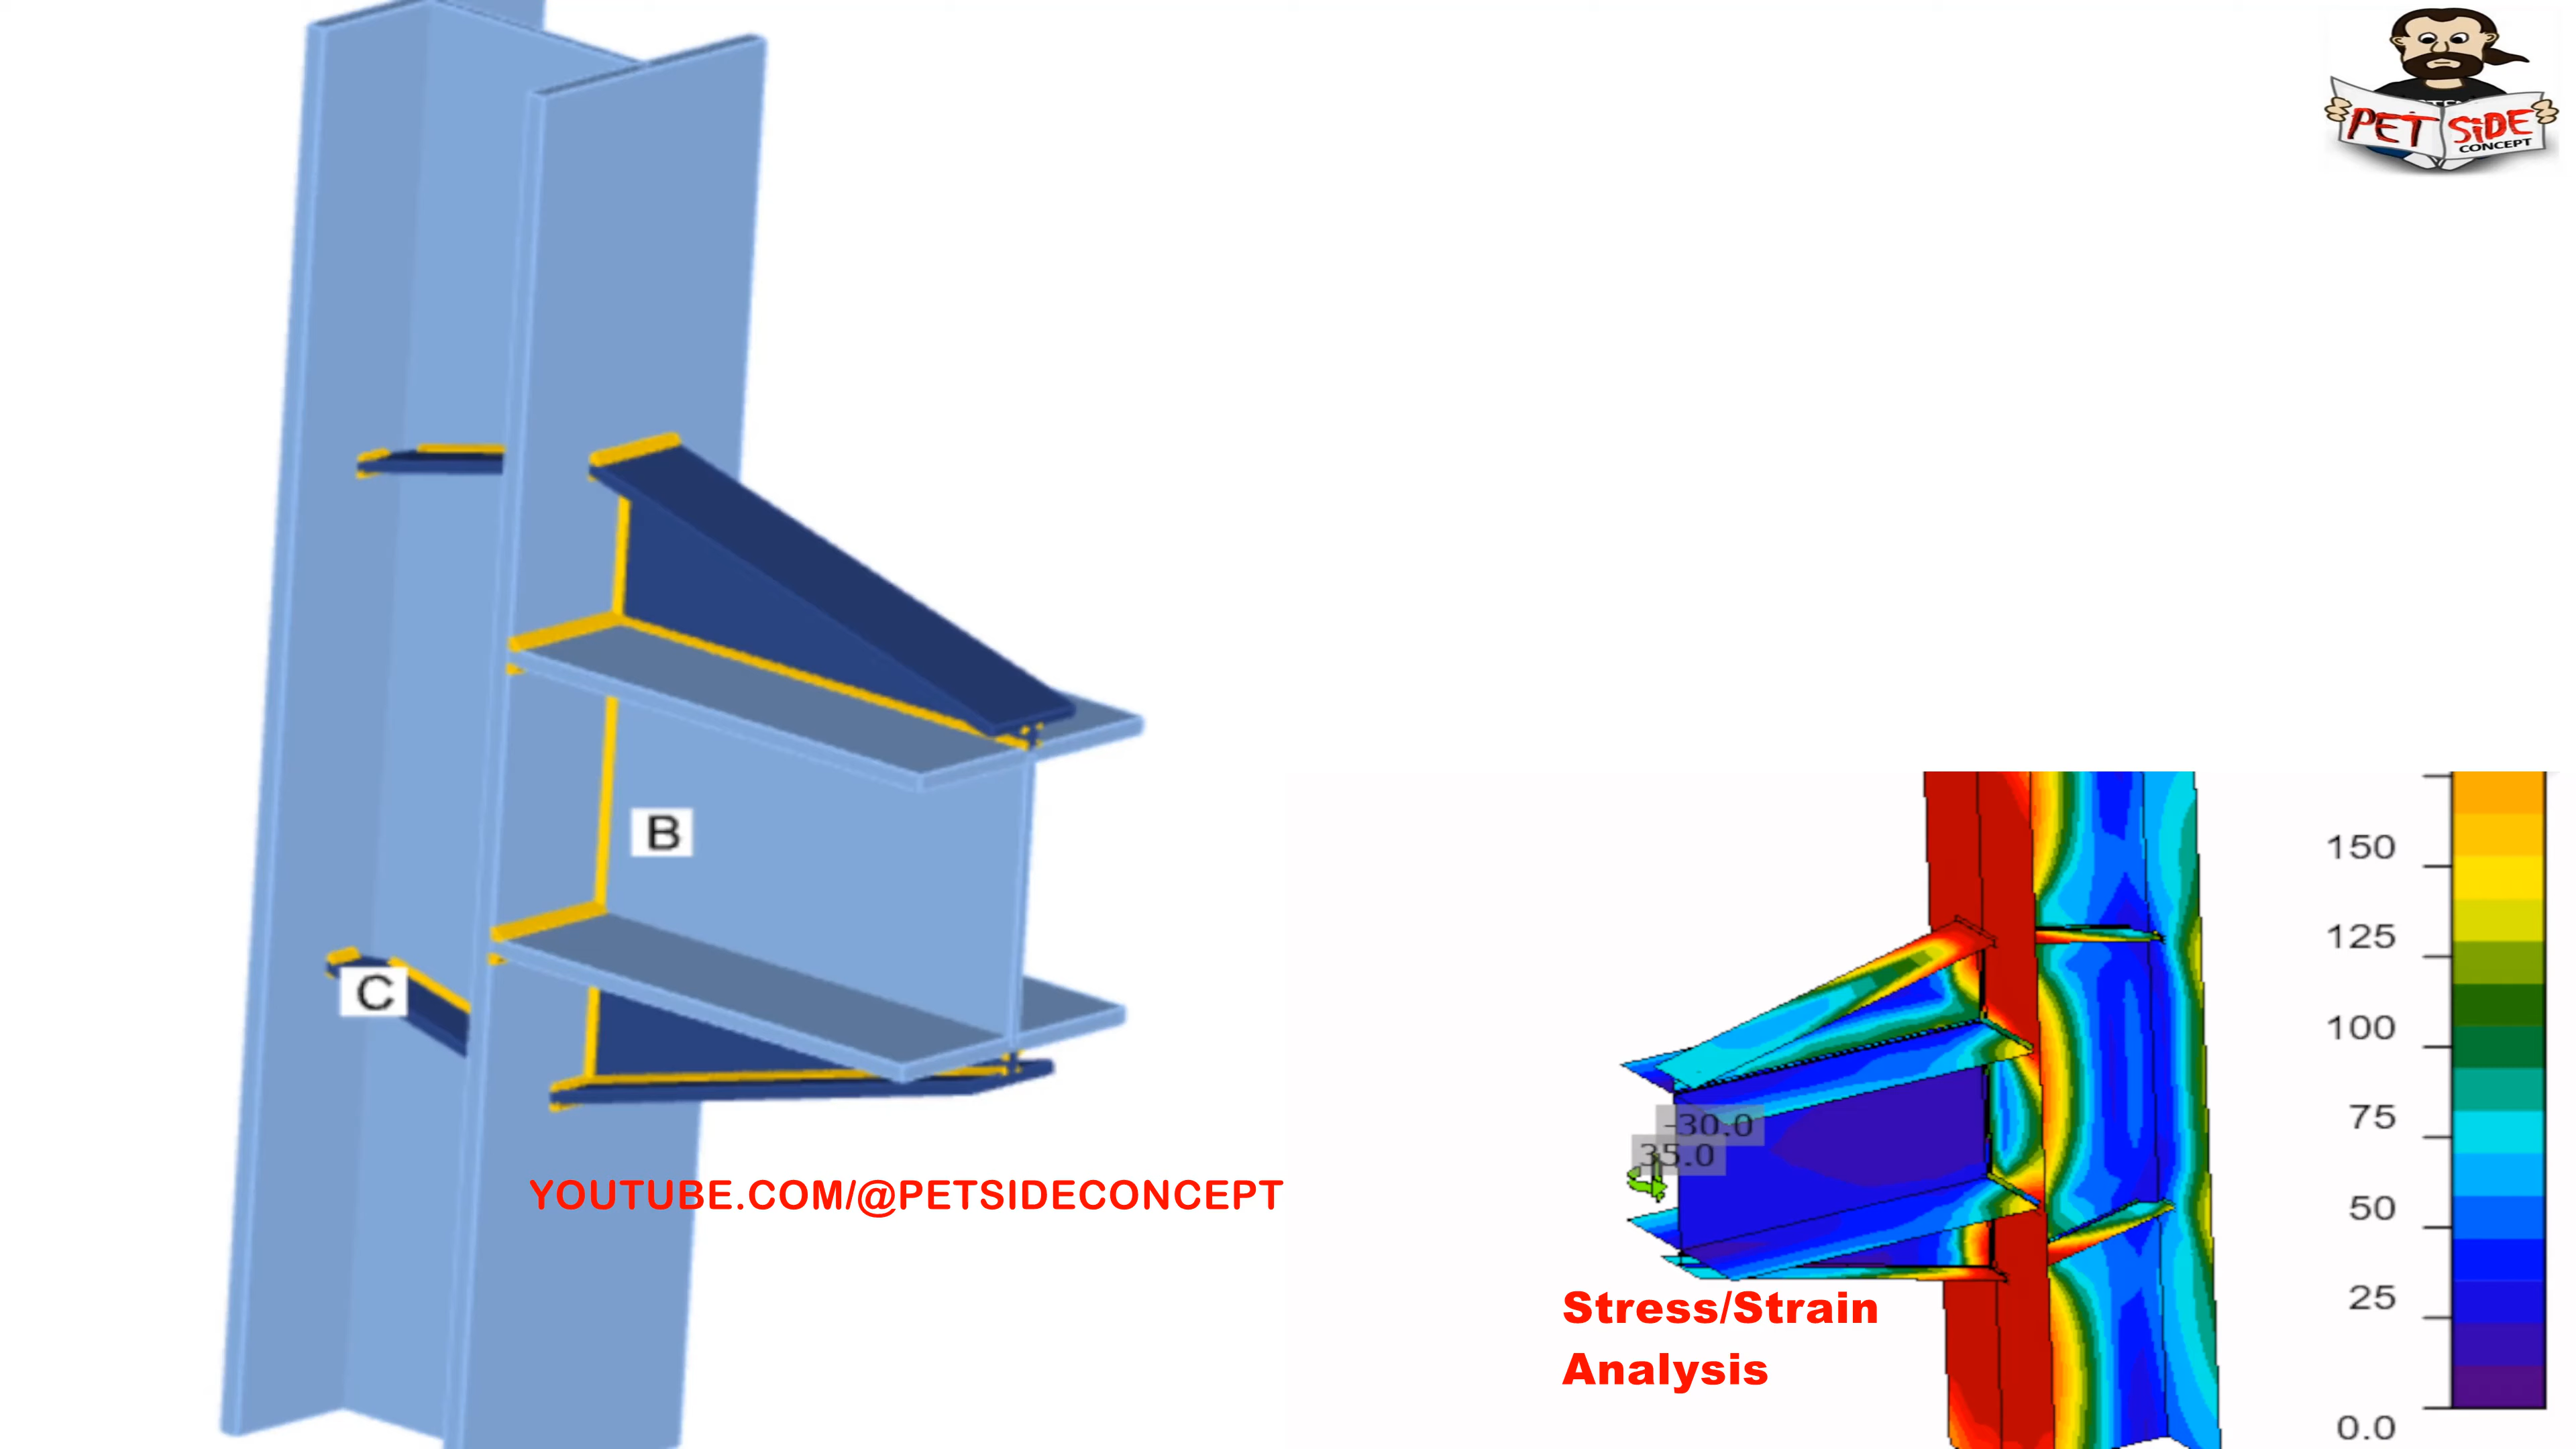 PET SiDE
CONCEPT
B
C
YOUTUBE.COM/@PETSIDECONCEPT
-30.0
35.0
Stress/Strain
Analysis
150
125
100
75
50
25
0.0